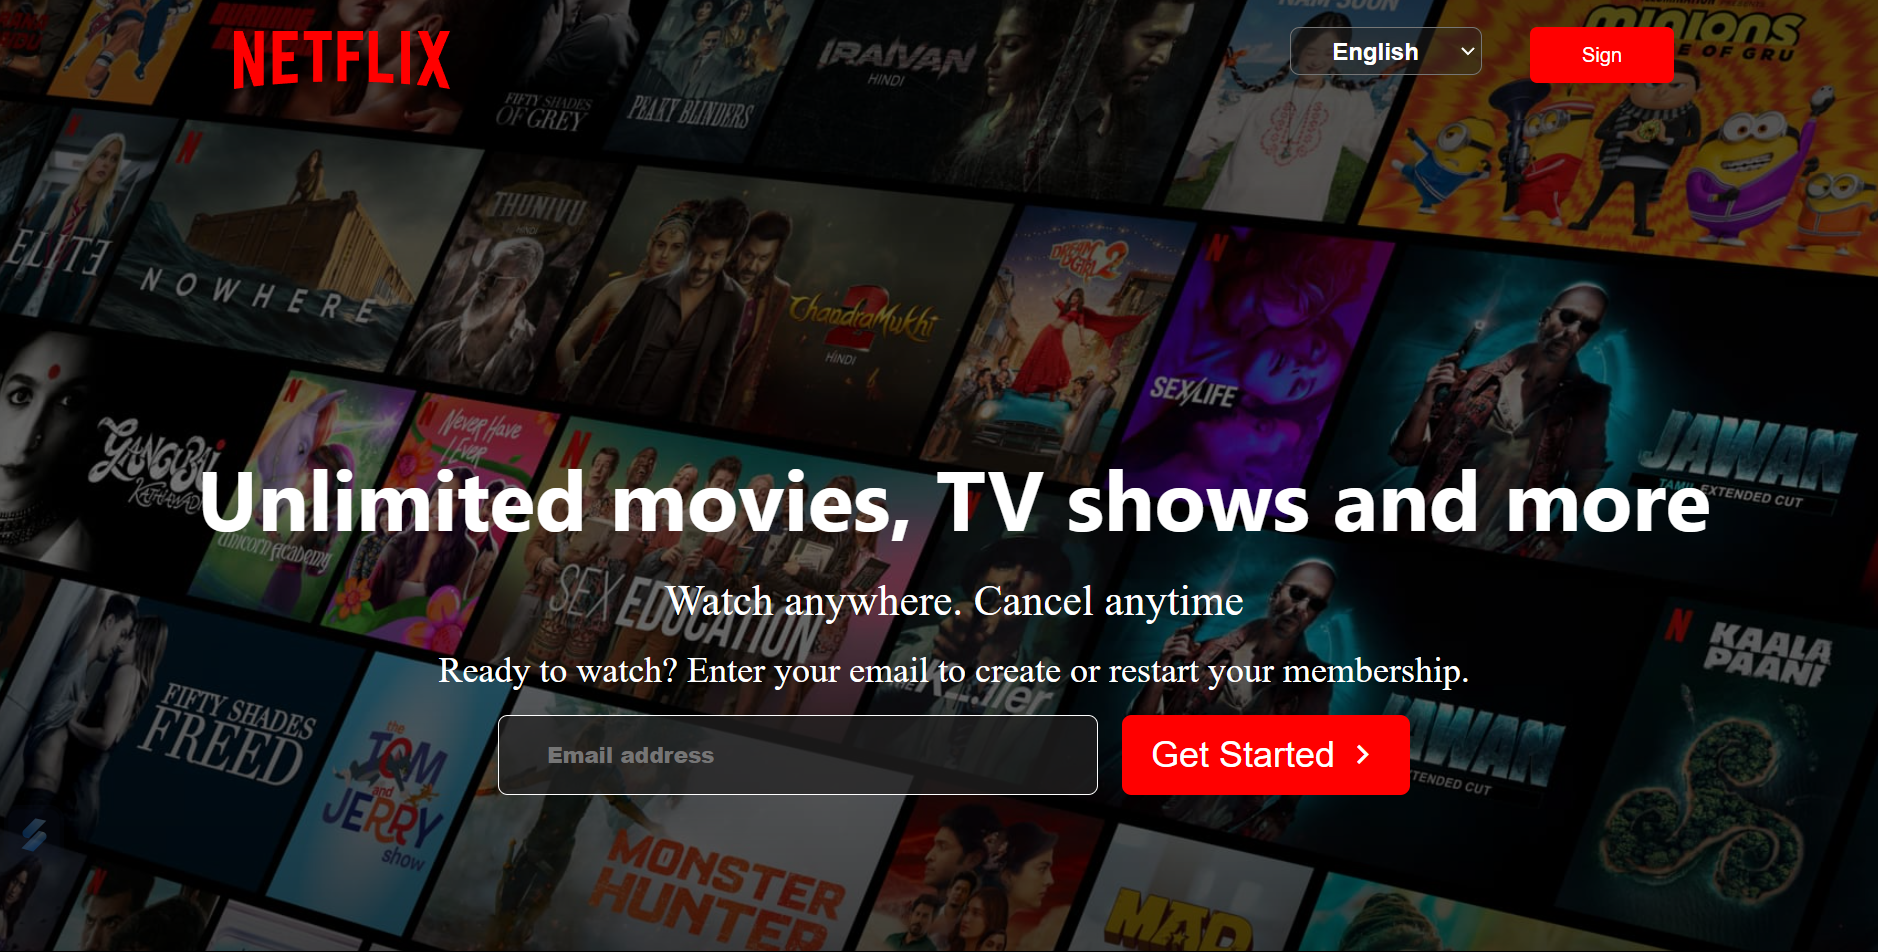 NETFLIX
English
Sign
MINIONS
OF GRU
NAM SOON
IRAIVAN
HINDI
FIFTY SHADES
OF GREY
PEAKY BLINDERS
ELITE
N
NOWHERE
THUNIVU
HINDI
ChandraMukhi
2
HINDI
DREAM
GIRL 2
N
SEX/LIFE
JAWAN
TAMIL EXTENDED CUT
GANGUBAI
KATHIAWADI
N
Unicorn Academy
N
Never Have
I Ever
N
SEX EDUCATION
Unlimited movies, TV shows and more
Watch anywhere. Cancel anytime
Ready to watch? Enter your email to create or restart your membership.
Email address
Get Started
N
KAALA
PAANI
FIFTY SHADES
FREED
the
TOM
and
JERRY
show
MONSTER
HUNTER
MAD
N